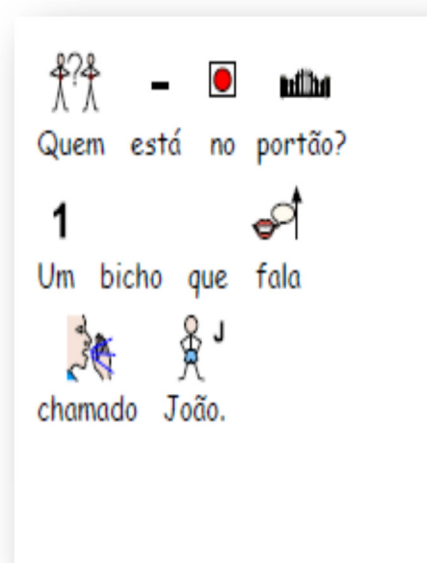 Quem está no portão?
1
Um bicho que fala
J
chamado João.